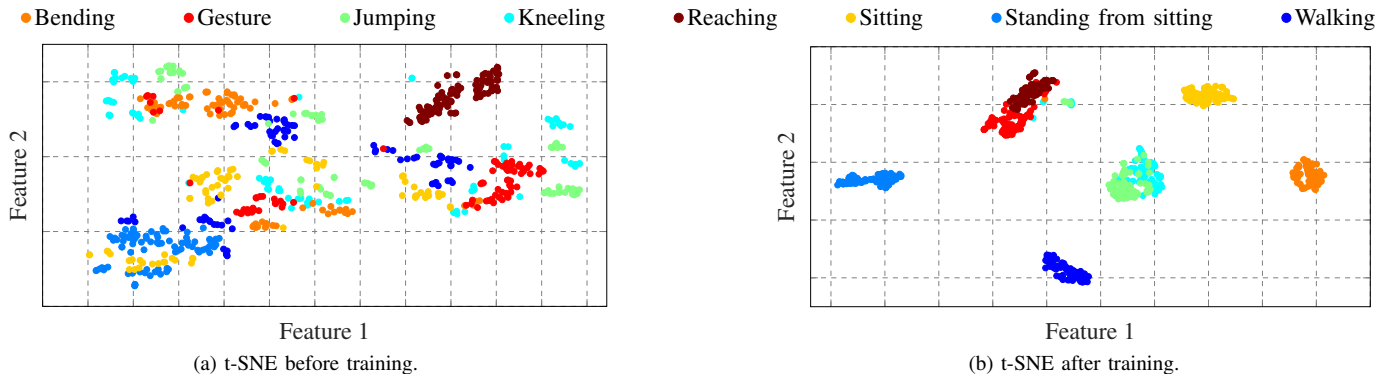 Bending Gesture Jumping Kneeling Reaching Sitting Standing from sitting Walking
Feature 2
Feature 1
(a) t-SNE before training.
Feature 2
Feature 1
(b) t-SNE after training.